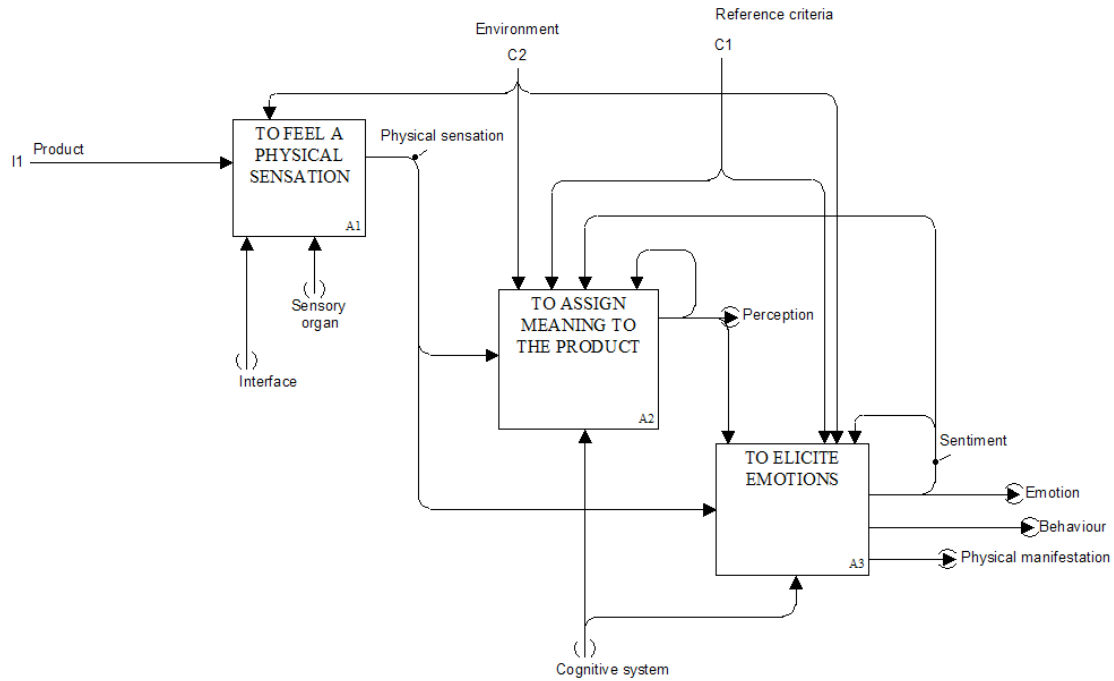 Reference criteria
Environment
C1
C2
TO FEEL A
PHYSICAL
SENSATION
A1
Physical sensation
Product
I1
Sensory
organ
Interface
TO ASSIGN
MEANING TO
THE PRODUCT
A2
Perception
TO ELICITE
EMOTIONS
A3
Sentiment
Emotion
Behaviour
Physical manifestation
Cognitive system